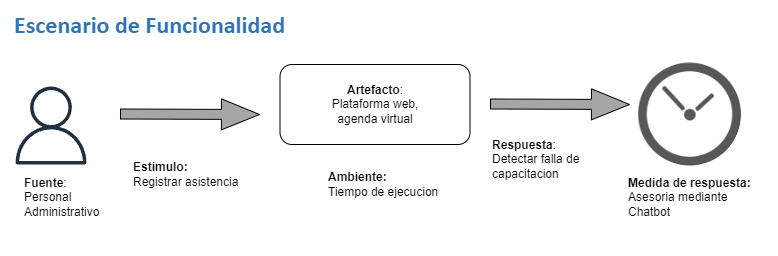 Escenario de Funcionalidad
Fuente:
Personal
Administrativo
Estimulo:
Registrar asistencia
Artefacto:
Plataforma web,
agenda virtual
Ambiente:
Tiempo de ejecucion
Respuesta:
Detectar falla de
capacitacion
Medida de respuesta:
Asesoria mediante
Chatbot